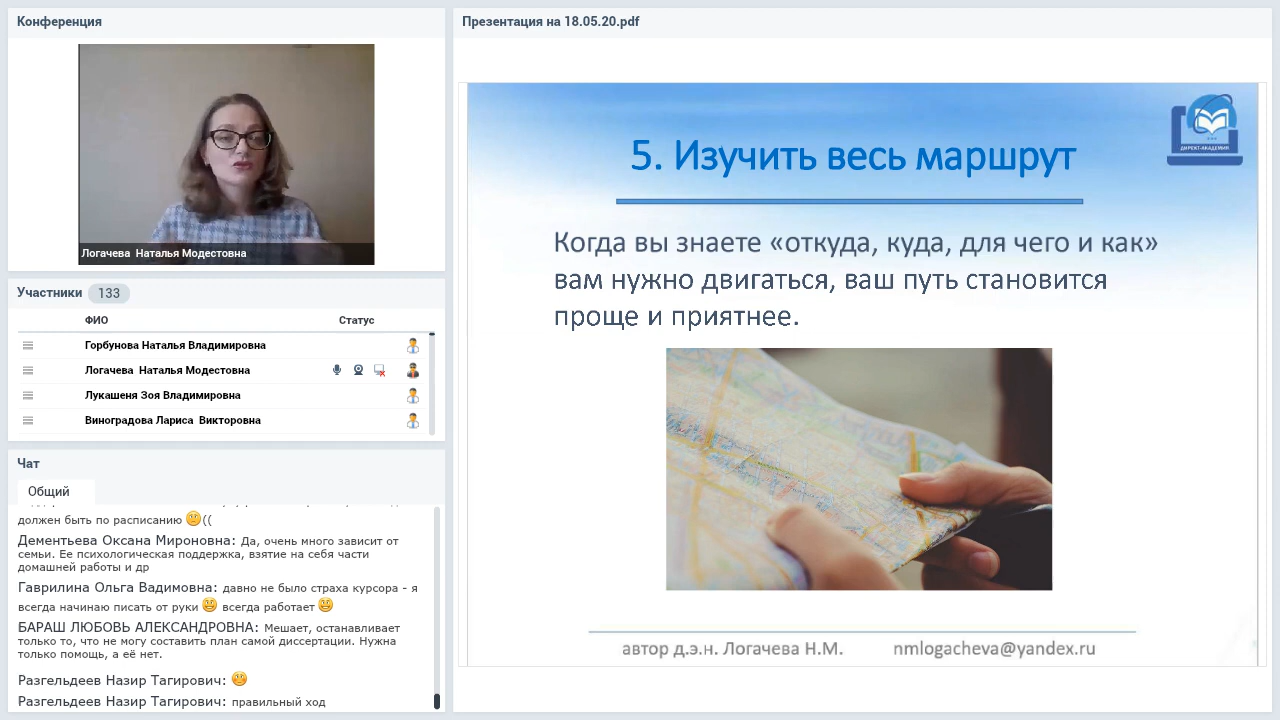 Конференция
Логачева  Наталья Модестовна
Участники 133
ФИО Статус
Горбунова Наталья Владимировна
Логачева  Наталья Модестовна
Лукашеня Зоя Владимировна
Виноградова Лариса  Викторовна
Чат
Общий
должен быть по расписанию ((
Дементьева Оксана Мироновна: Да, очень много зависит от
семьи. Ее психологическая поддержка, взятие на себя части
домашней работы и др
Гаврилина Ольга Вадимовна: давно не было страха курсора - я
всегда начинаю писать от руки всегда работает
БАРАШ ЛЮБОВЬ АЛЕКСАНДРОВНА: Мешает, останавливает
только то, что не могу составить план самой диссертации. Нужна
только помощь, а её нет.
Разгельдеев Назир Тагирович:
Разгельдеев Назир Тагирович: правильный ход
Презентация на 18.05.20.pdf
ДИРЕКТ-АКАДЕМИЯ
5. Изучить весь маршрут
Когда вы знаете «откуда, куда, для чего и как»
вам нужно двигаться, ваш путь становится
проще и приятнее.
автор д.э.н. Логачева Н.М. nmlogacheva@yandex.ru